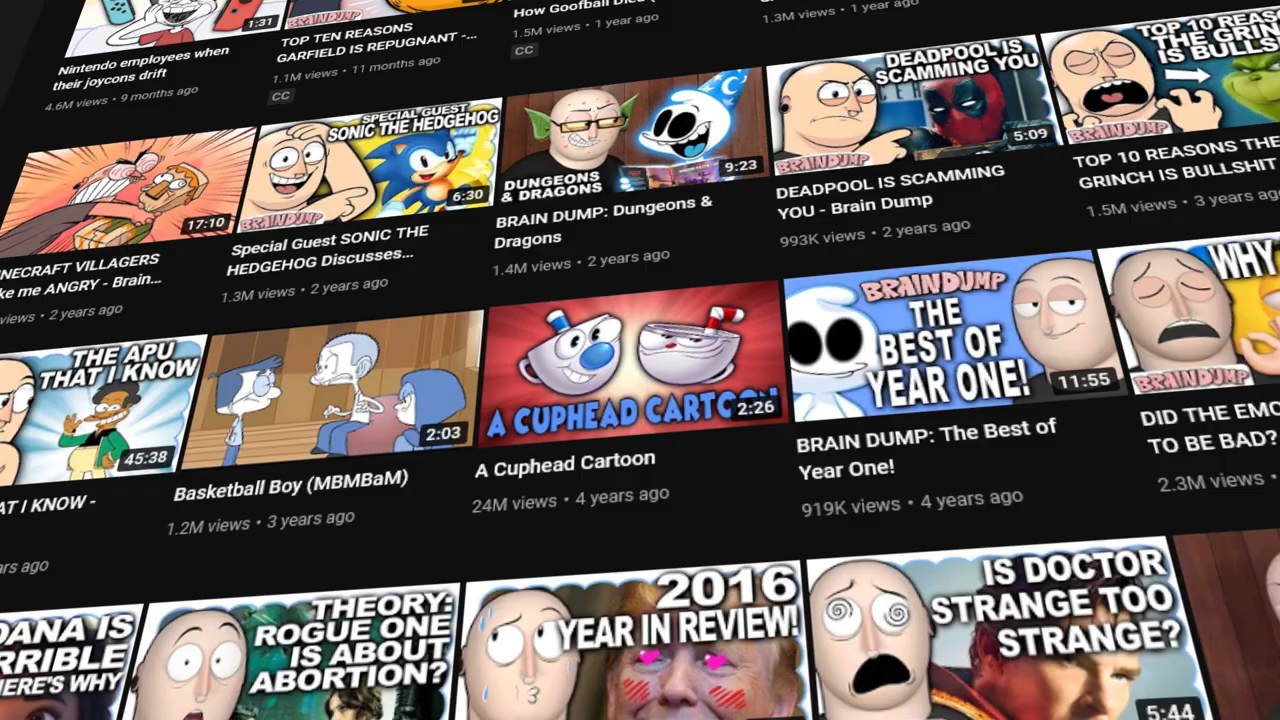 1:31
Nintendo employees when
their joycons drift
4.6M views • 9 months ago
BRAINDUMP
TOP TEN REASONS
GARFIELD IS REPUGNANT -...
1.1M views • 11 months ago
CC
How Goofball Died (
1.5M views • 1 year ago
CC
1.3M views • 1 year ago
17:10
NECRAFT VILLAGERS
ke me ANGRY - Brain...
views • 2 years ago
SPECIAL GUEST
SONIC THE HEDGEHOG
BRAINDUMP
6:30
Special Guest SONIC THE
HEDGEHOG Discusses...
1.3M views • 2 years ago
DUNGEONS
& DRAGONS
9:23
BRAIN DUMP: Dungeons &
Dragons
1.4M views • 2 years ago
DEADPOOL IS
SCAMMING YOU
BRAINDUMP
5:09
DEADPOOL IS SCAMMING
YOU - Brain Dump
993K views • 2 years ago
TOP 10 REAS
THE GRIN
IS BULLS
BRAINDUMP
TOP 10 REASONS THE
GRINCH IS BULLSHIT
1.5M views • 3 years ag
THE APU
THAT I KNOW
45:38
AT I KNOW -
ars ago
2:03
Basketball Boy (MBMBaM)
1.2M views • 3 years ago
A CUPHEAD CARTOON
2:26
A Cuphead Cartoon
24M views • 4 years ago
BRAINDUMP
THE
BEST OF
YEAR ONE!
11:55
BRAIN DUMP: The Best of
Year One!
919K views • 4 years ago
WHY
BRAINDUMP
DID THE EMO
TO BE BAD?
2.3M views •
OANA IS
RRIBLE
HERE'S WHY
THEORY:
ROGUE ONE
IS ABOUT
ABORTION?
2016
YEAR IN REVIEW!
IS DOCTOR
STRANGE TOO
STRANGE?
5:44